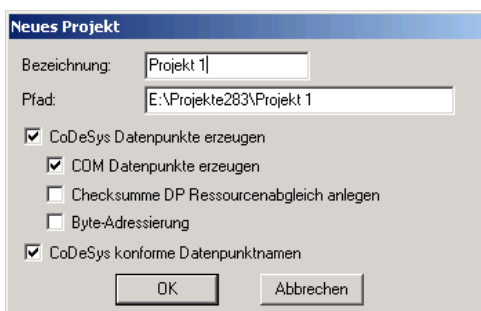 Neues Projekt
Bezeichnung: Projekt 1
Pfad: E:\Projekte283\Projekt 1
CoDeSys Datenpunkte erzeugen
COM Datenpunkte erzeugen
Checksumme DP Ressourcenabgleich anlegen
Byte-Adressierung
CoDeSys konforme Datenpunktnamen
OK Abbrechen